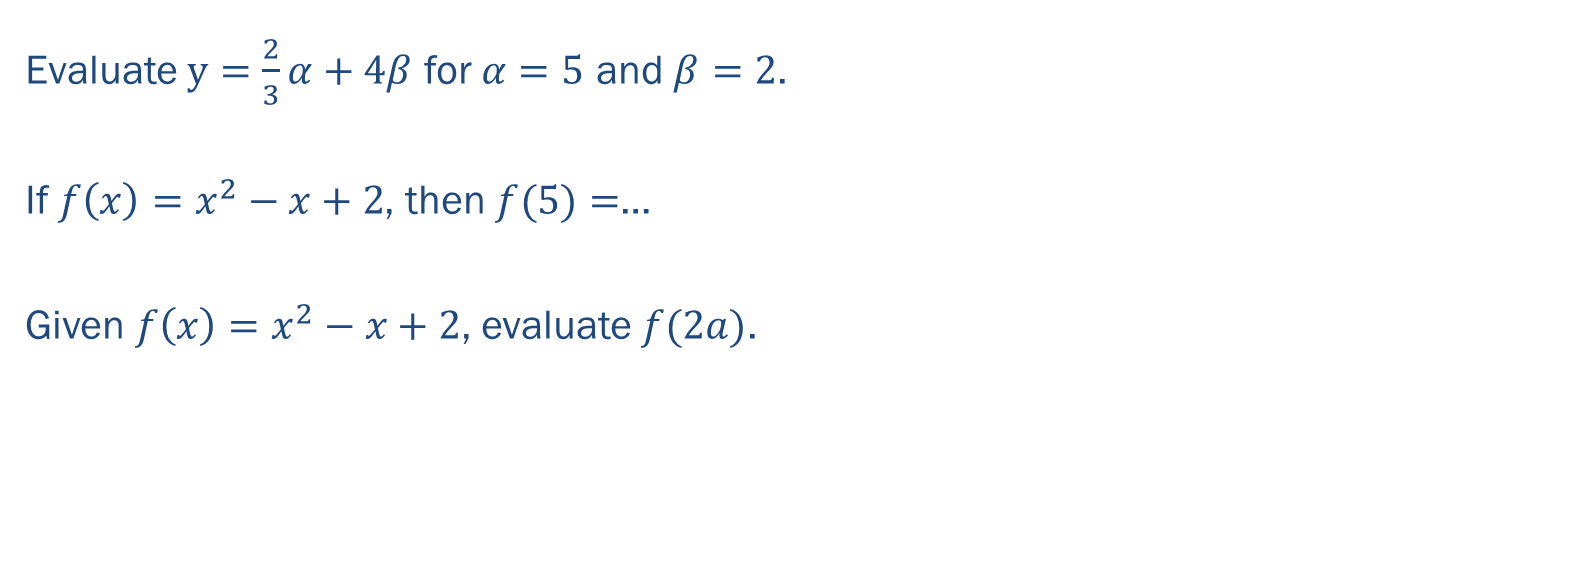 Evaluate y = 2/3 𝛼 + 4𝛽 for 𝛼 = 5 and 𝛽 = 2.
If 𝑓(𝑥) = 𝑥² − 𝑥 + 2, then 𝑓(5) =...
Given 𝑓(𝑥) = 𝑥² − 𝑥 + 2, evaluate 𝑓(2𝑎).